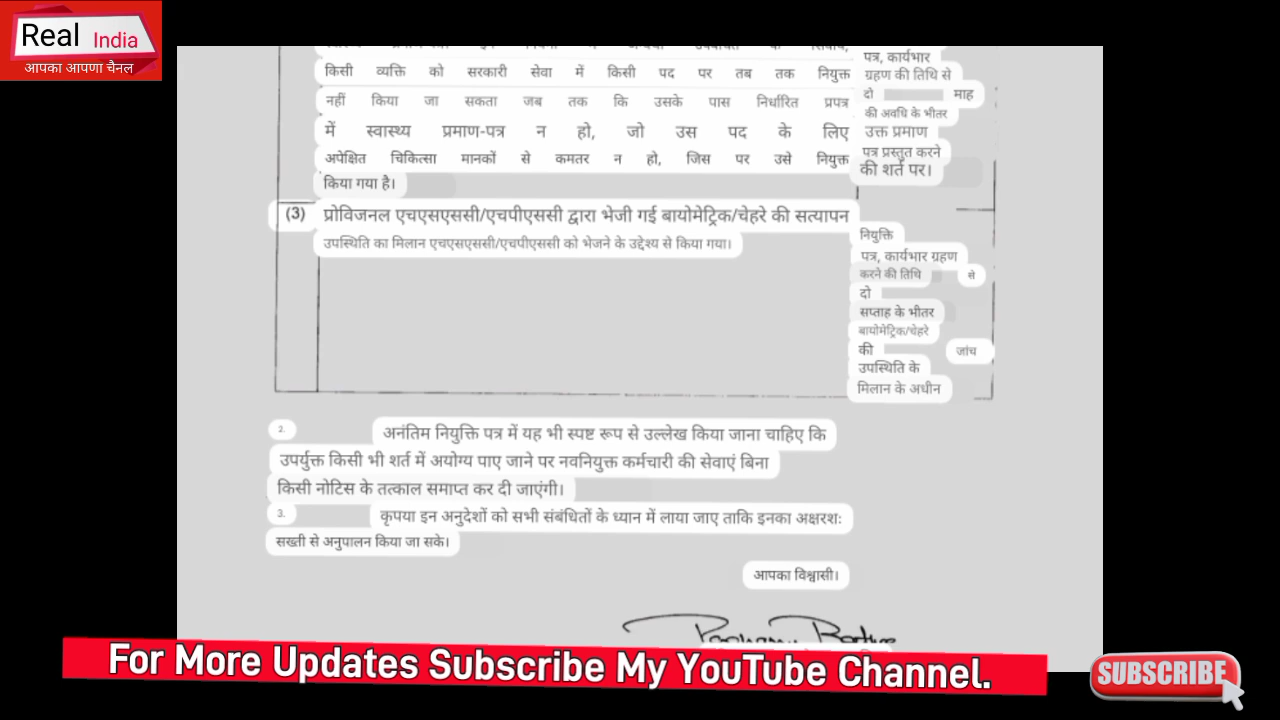 Real India
आपका आपणा चैनल
किसी व्यक्ति को सरकारी सेवा में किसी पद पर तब तक नियुक्त
नहीं किया जा सकता जब तक कि उसके पास निर्धारित प्रपत्र
में स्वास्थ्य प्रमाण-पत्र न हो, जो उस पद के लिए
अपेक्षित चिकित्सा मानकों से कमतर न हो, जिस पर उसे नियुक्त
किया गया है।
पत्र, कार्यभार
ग्रहण की तिथि से
दो माह
की अवधि के भीतर
उक्त प्रमाण
पत्र प्रस्तुत करने
की शर्त पर।
(3) प्रोविजनल एचएसएससी/एचपीएससी द्वारा भेजी गई बायोमेट्रिक/चेहरे की सत्यापन
उपस्थिति का मिलान एचएसएससी/एचपीएससी को भेजने के उद्देश्य से किया गया।
नियुक्ति
पत्र, कार्यभार ग्रहण
करने की तिथि से
दो
सप्ताह के भीतर
बायोमेट्रिक/चेहरे
की जांच
उपस्थिति के
मिलान के अधीन
2. अनंतिम नियुक्ति पत्र में यह भी स्पष्ट रूप से उल्लेख किया जाना चाहिए कि
उपर्युक्त किसी भी शर्त में अयोग्य पाए जाने पर नवनियुक्त कर्मचारी की सेवाएं बिना
किसी नोटिस के तत्काल समाप्त कर दी जाएंगी।
3. कृपया इन अनुदेशों को सभी संबंधितों के ध्यान में लाया जाए ताकि इनका अक्षरशः
सख्ती से अनुपालन किया जा सके।
आपका विश्वासी।
For More Updates Subscribe My YouTube Channel.
SUBSCRIBE